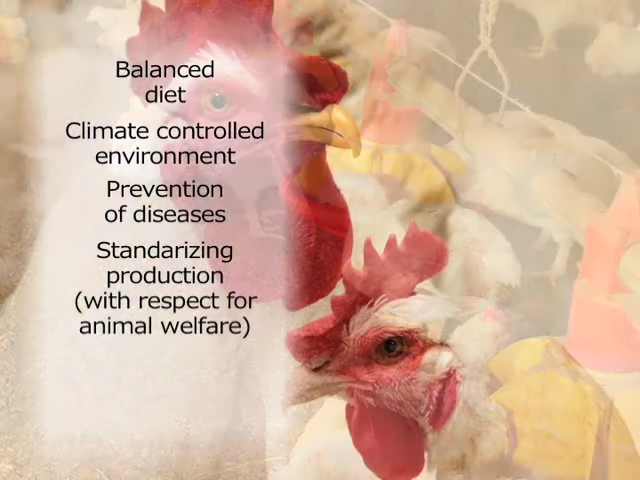 Balanced
diet
Climate controlled
environment
Prevention
of diseases
Standarizing
production
(with respect for
animal welfare)